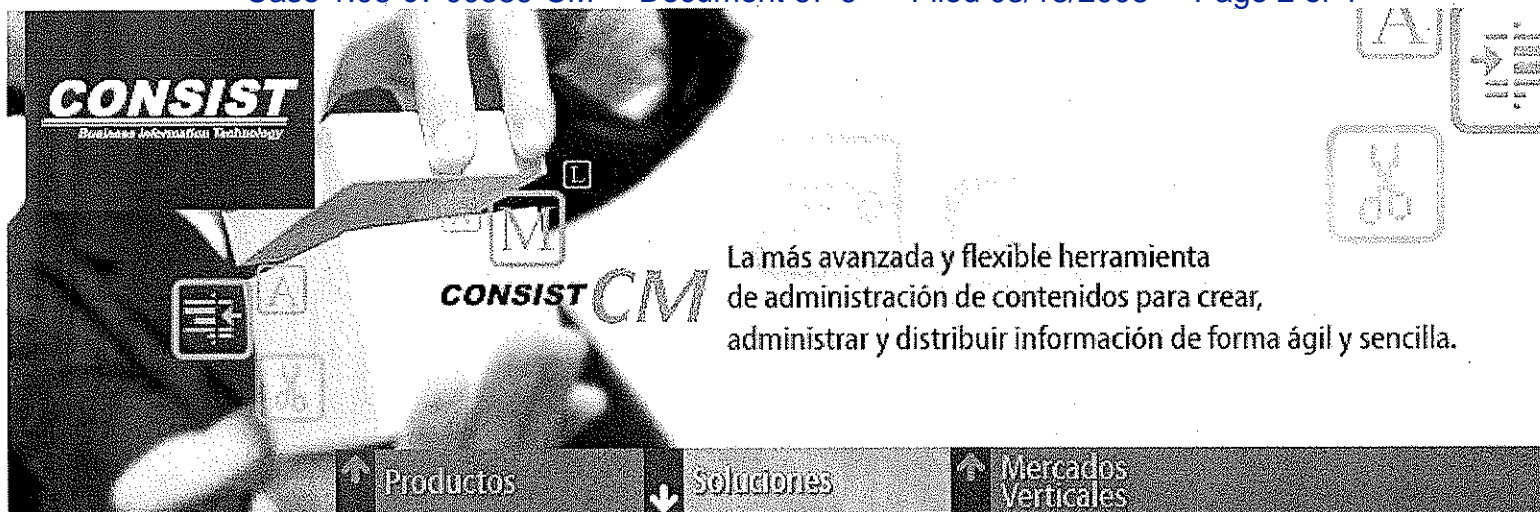 CONSIST
Business Information Technology
A
L
M
A
CONSIST CM
La más avanzada y flexible herramienta
de administración de contenidos para crear,
administrar y distribuir información de forma ágil y sencilla.
Productos
Soluciones
Mercados
Verticales